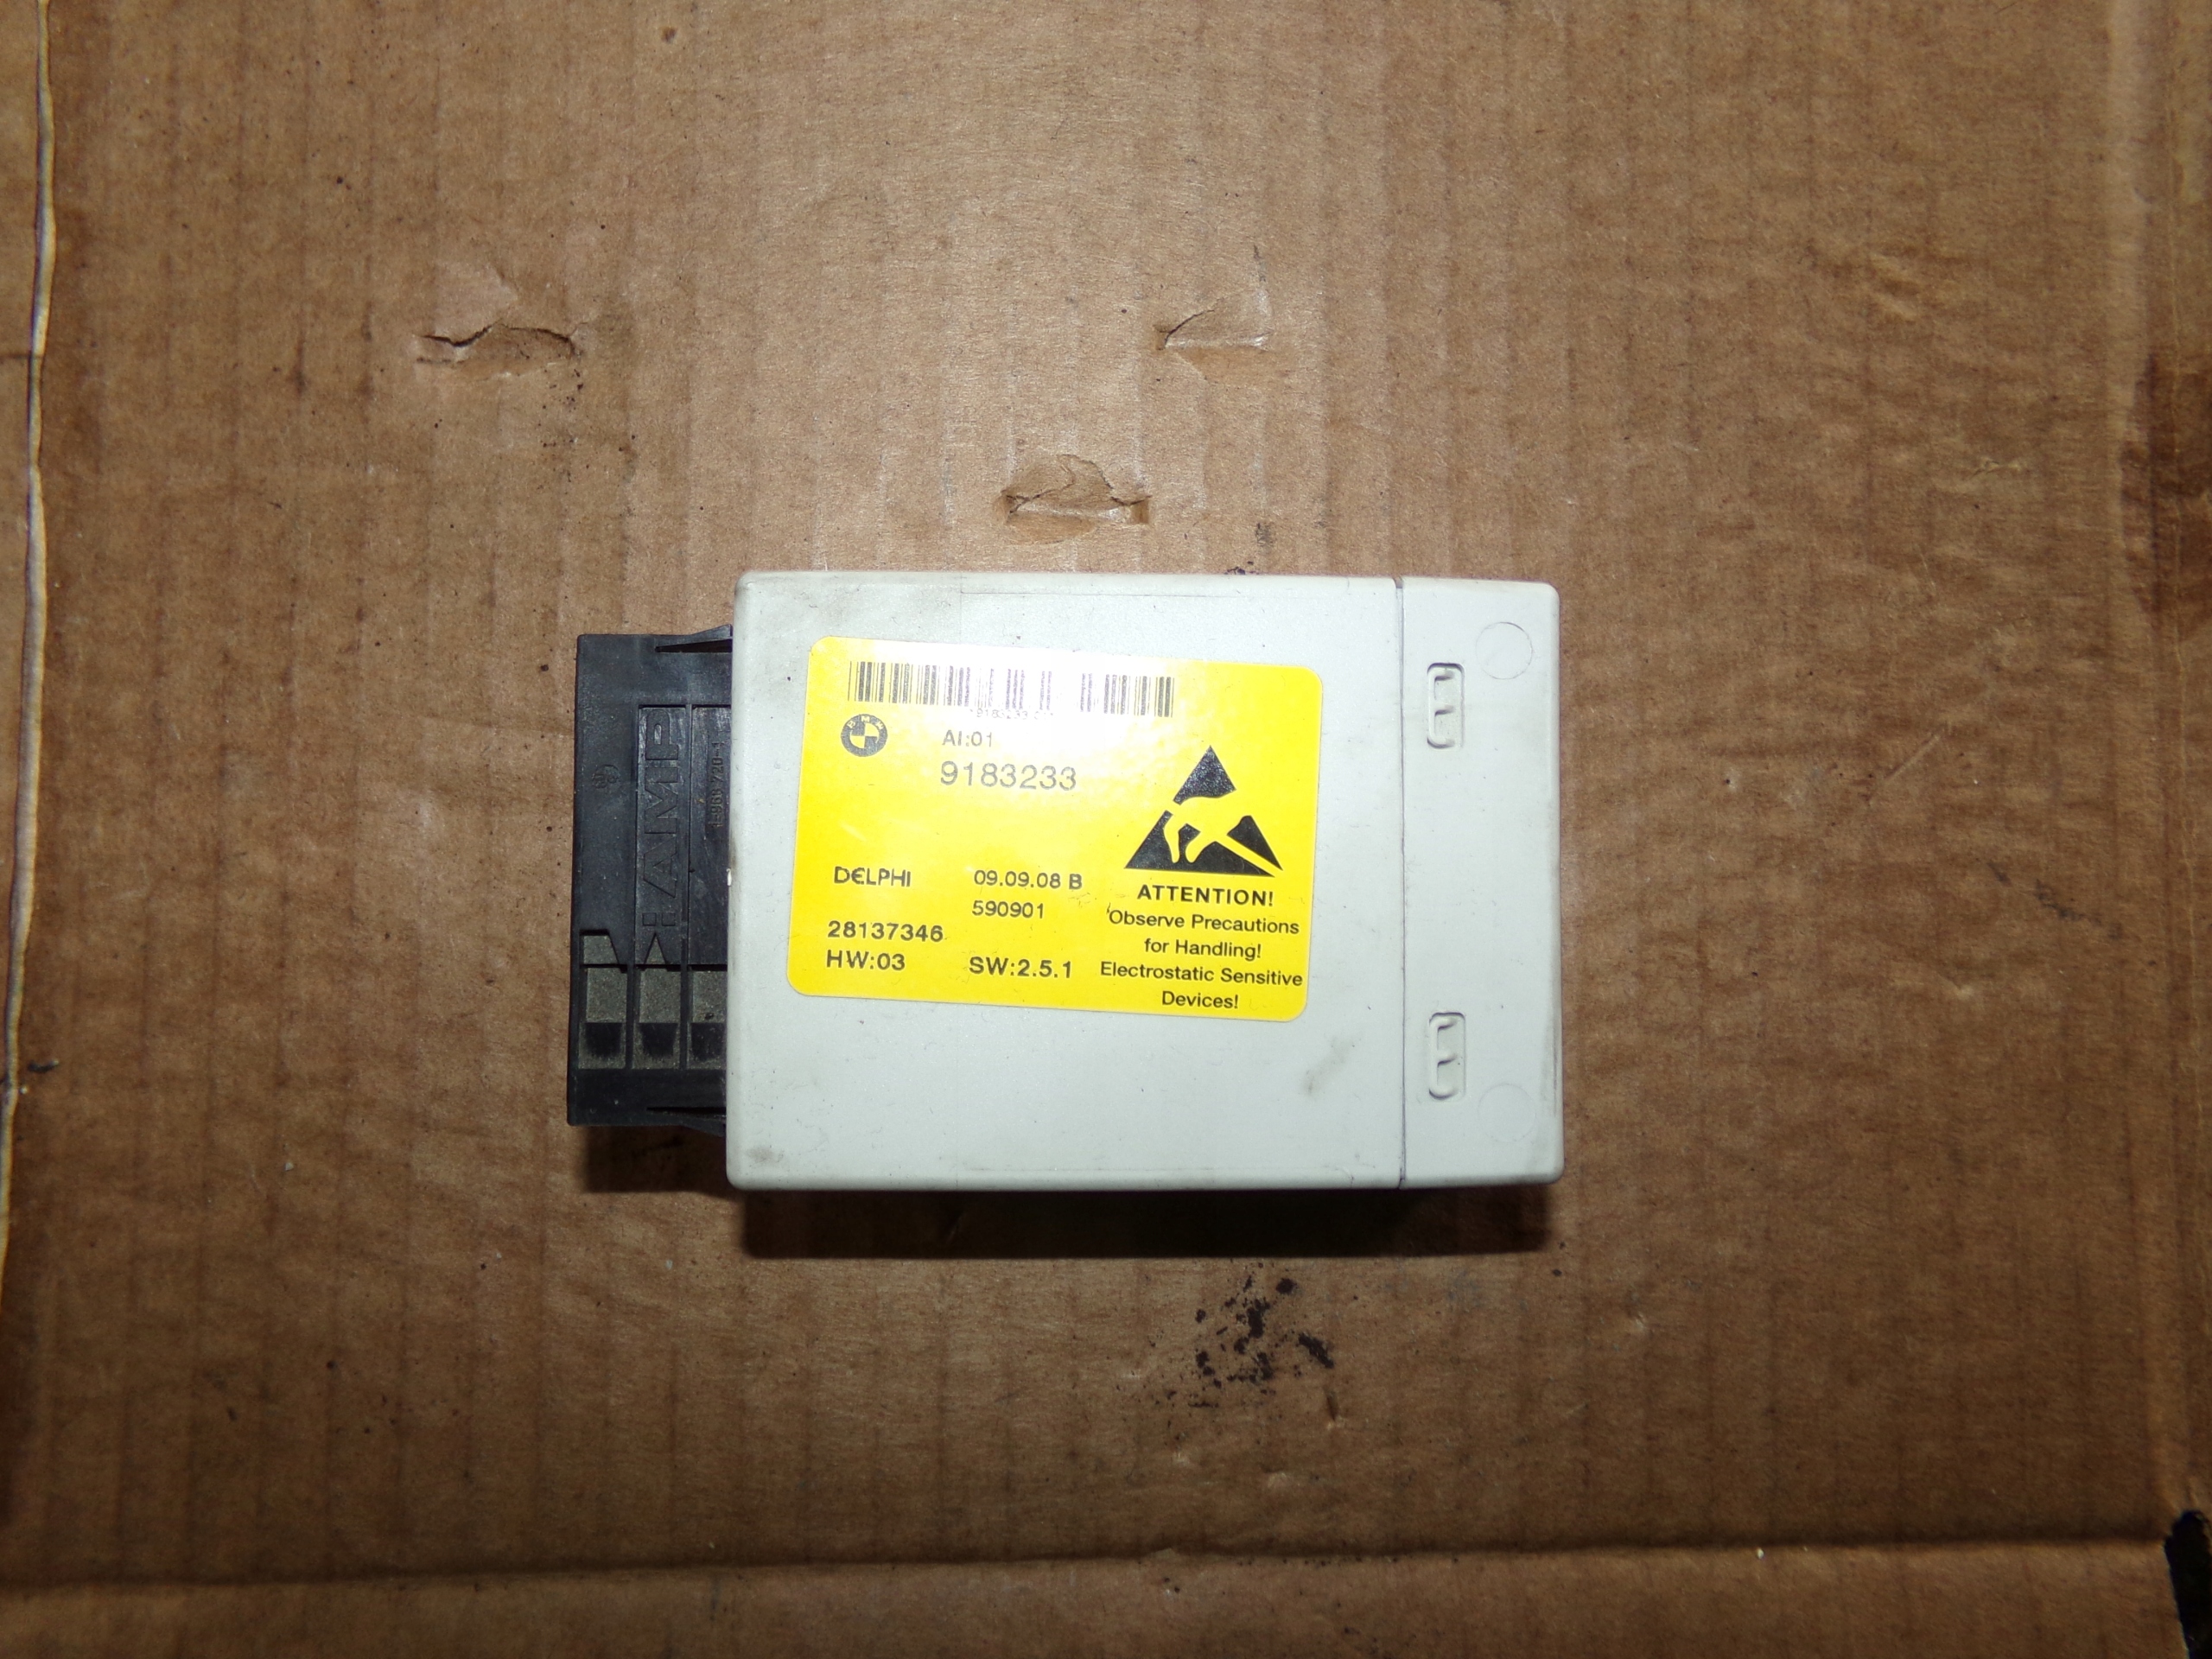 BMW
AI:01
9183233
DELPHI 09.09.08 B
590901
28137346
HW:03 SW:2.5.1
ATTENTION!
Observe Precautions
for Handling!
Electrostatic Sensitive
Devices!
AMP